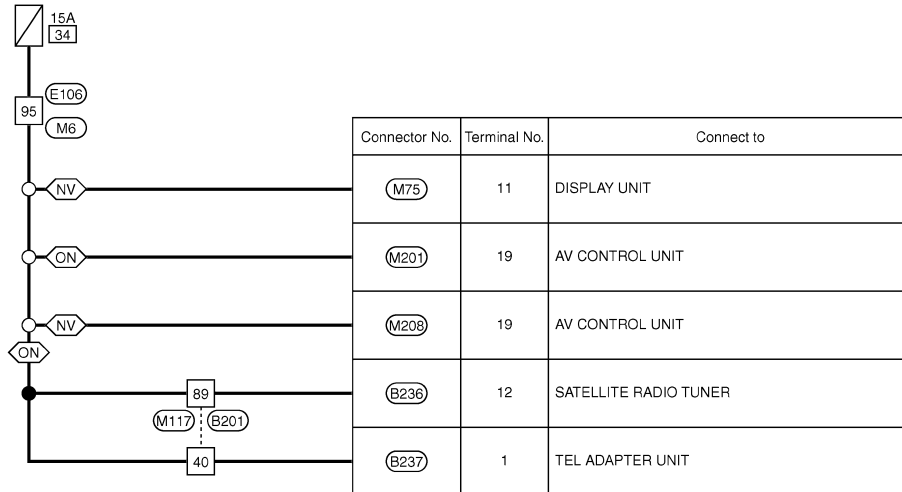 15A
34
E106
95
M6
Connector No. Terminal No. Connect to
NV M75 11 DISPLAY UNIT
ON M201 19 AV CONTROL UNIT
NV M208 19 AV CONTROL UNIT
ON
89 B236 12 SATELLITE RADIO TUNER
M117 B201
40 B237 1 TEL ADAPTER UNIT